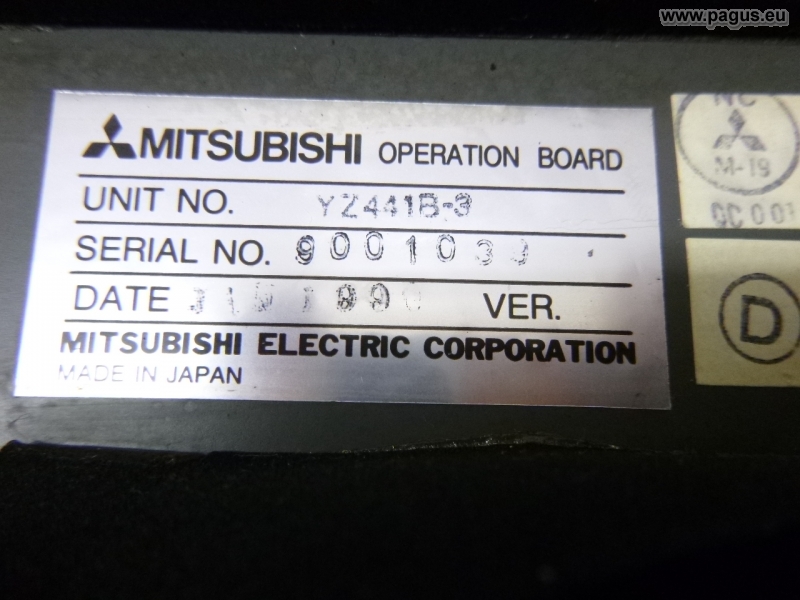 www.pagus.eu
MITSUBISHI OPERATION BOARD
UNIT NO. YZ441B-3
SERIAL NO.
DATE VER.
MITSUBISHI ELECTRIC CORPORATION
MADE IN JAPAN
NC
M-19
D